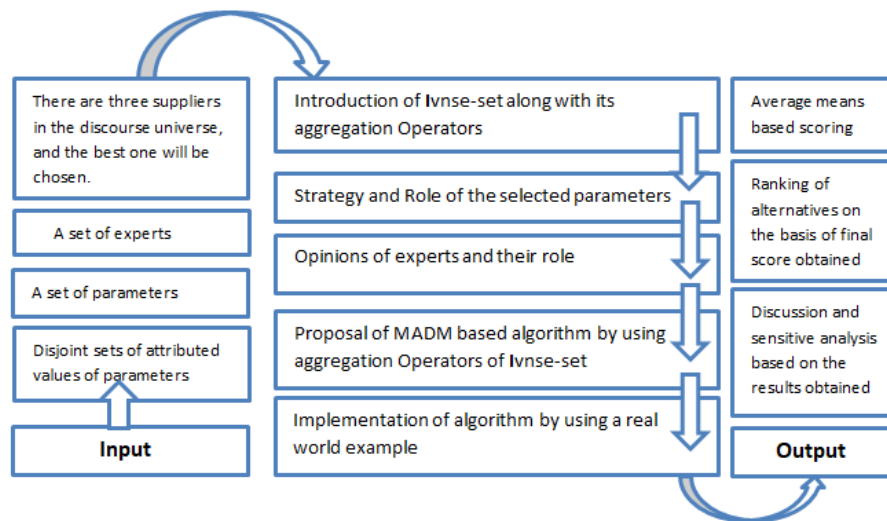 There are three suppliers
in the discourse universe,
and the best one will be
chosen.
A set of experts
A set of parameters
Disjoint sets of attributed
values of parameters
Input
Introduction of Ivnse-set along with its
aggregation Operators
Strategy and Role of the selected parameters
Opinions of experts and their role
Proposal of MADM based algorithm by using
aggregation Operators of Ivnse-set
Implementation of algorithm by using a real
world example
Average means
based scoring
Ranking of
alternatives on
the basis of final
score obtained
Discussion and
sensitive analysis
based on the
results obtained
Output